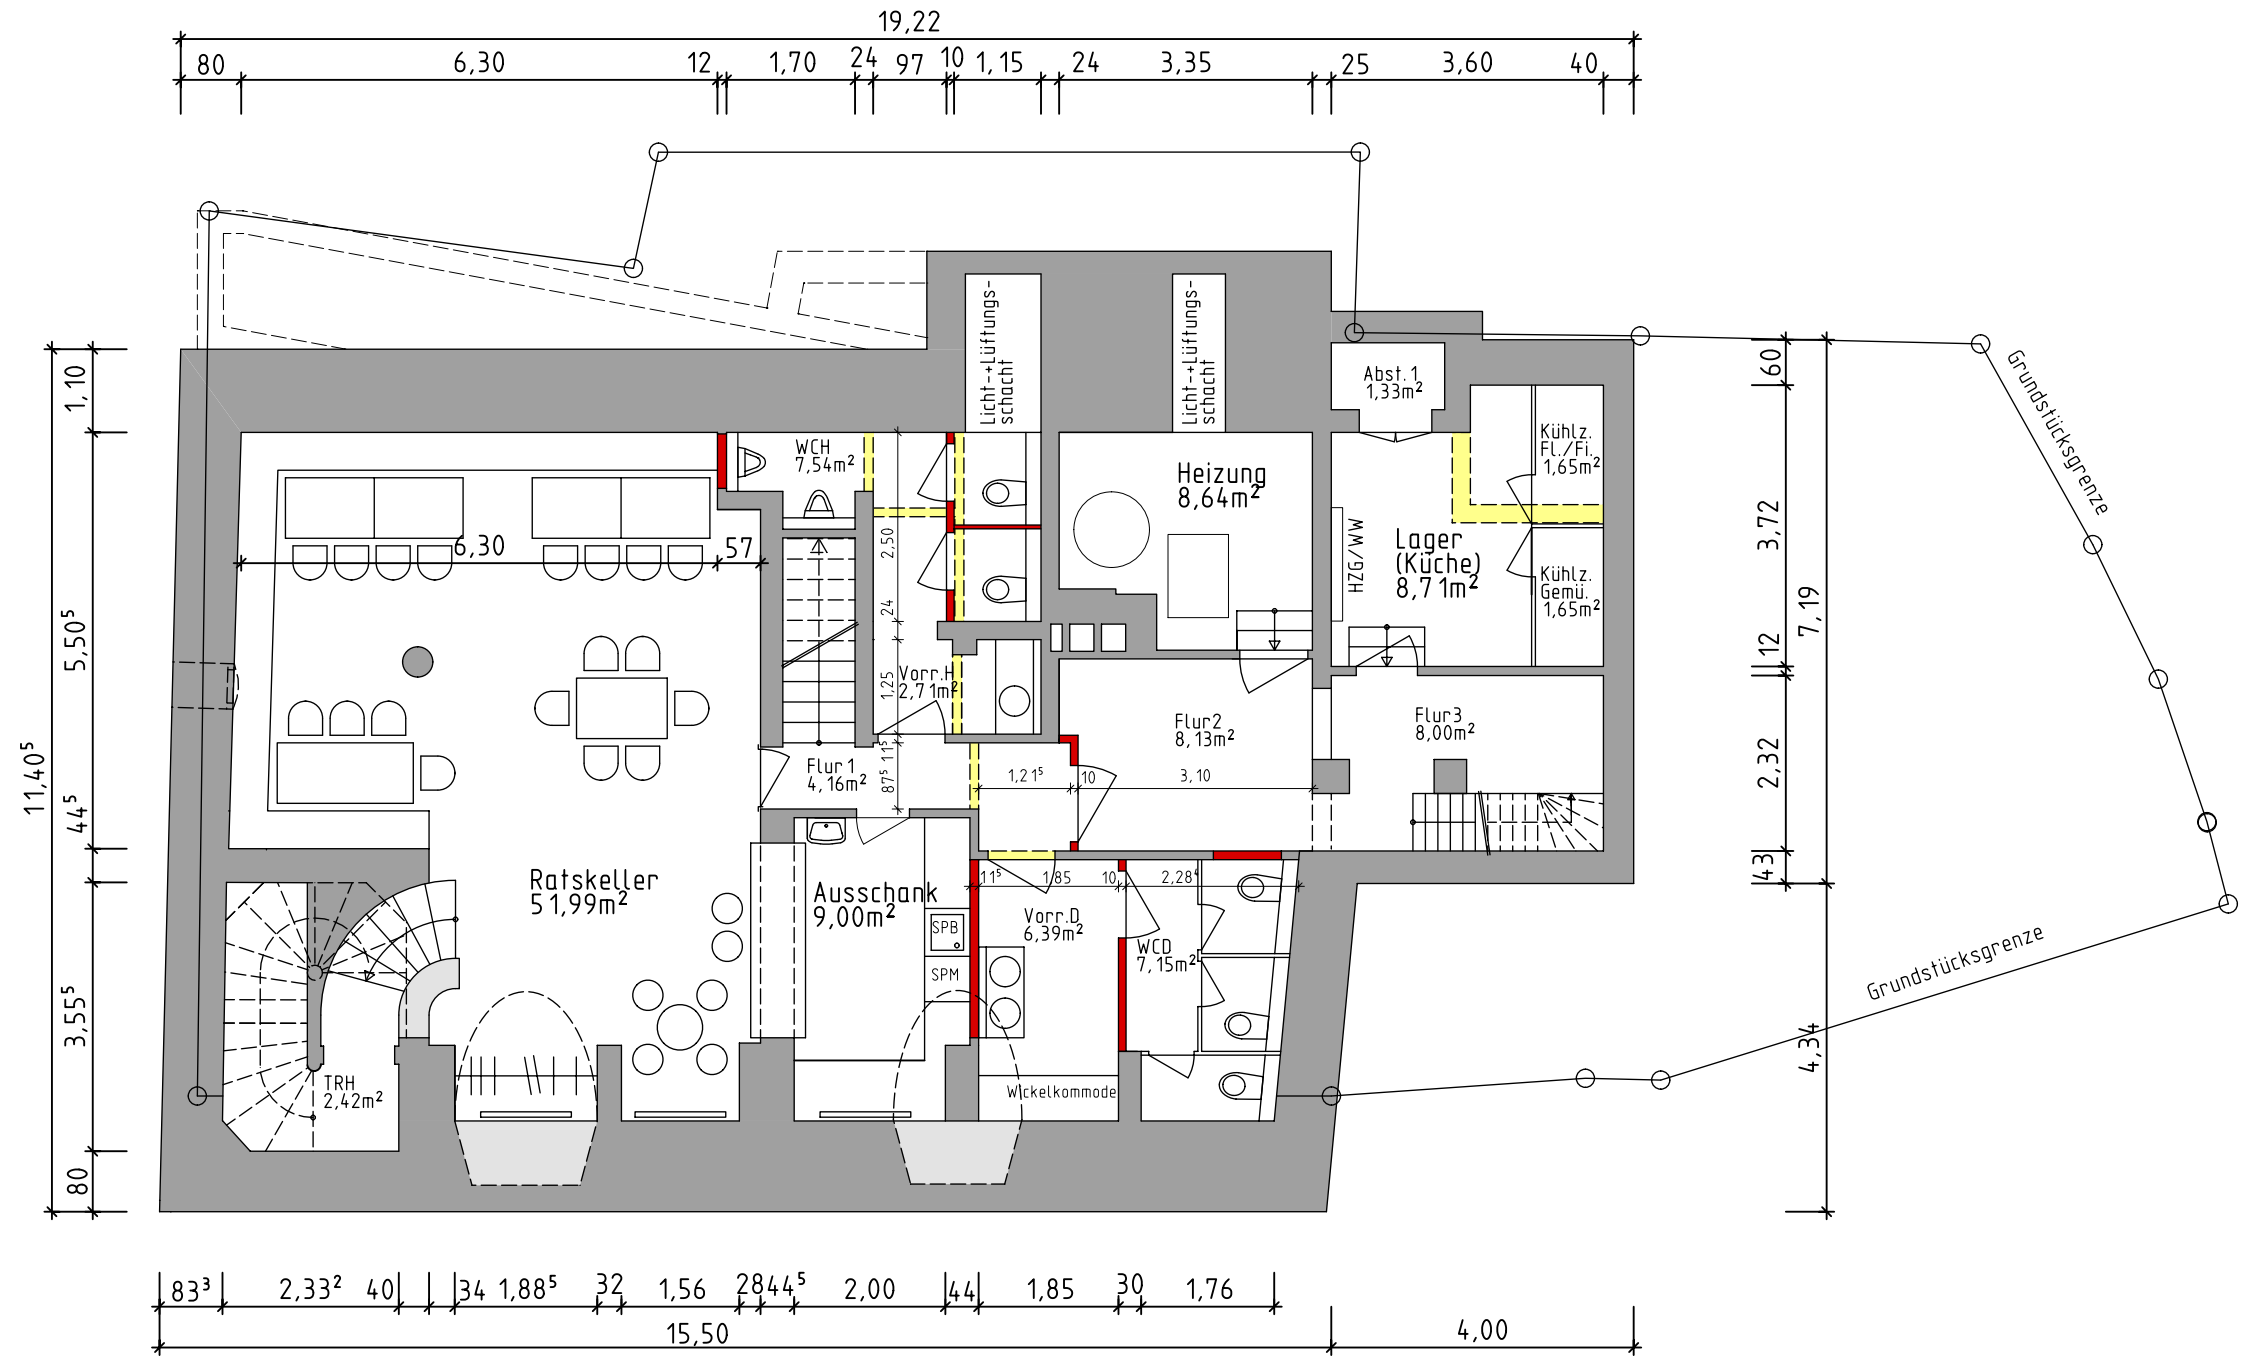 19,22
80
6,30
12
1,70
24
97
10
1,15
24
3,35
25
3,60
40
11,40⁵
1,10
5,50⁵
44⁵
3,55⁵
80
Licht-+Lüftungs-
schacht
Licht-+Lüftungs-
schacht
Abst.1
1,33m²
WCH
7,54m²
Heizung
8,64m²
Kühlz.
Fl./Fi.
1,65m²
HZG/WW
Lager
(Küche)
8,71m²
Kühlz.
Gemü.
1,65m²
6,30
57
2,50
24
1,25
11⁵
87⁵
Vorr.H
2,71m²
Flur1
4,16m²
Flur2
8,13m²
Flur3
8,00m²
1,21⁵
10
3,10
Ratskeller
51,99m²
Ausschank
9,00m²
SPB
SPM
11⁵
1,85
10
2,28⁴
Vorr.D
6,39m²
WCD
7,15m²
Wickelkommode
TRH
2,42m²
60
3,72
12
2,32
43
7,19
4,34
Grundstücksgrenze
Grundstücksgrenze
83³
2,33²
40
34
1,88⁵
32
1,56
28
44⁵
2,00
44
1,85
30
1,76
15,50
4,00